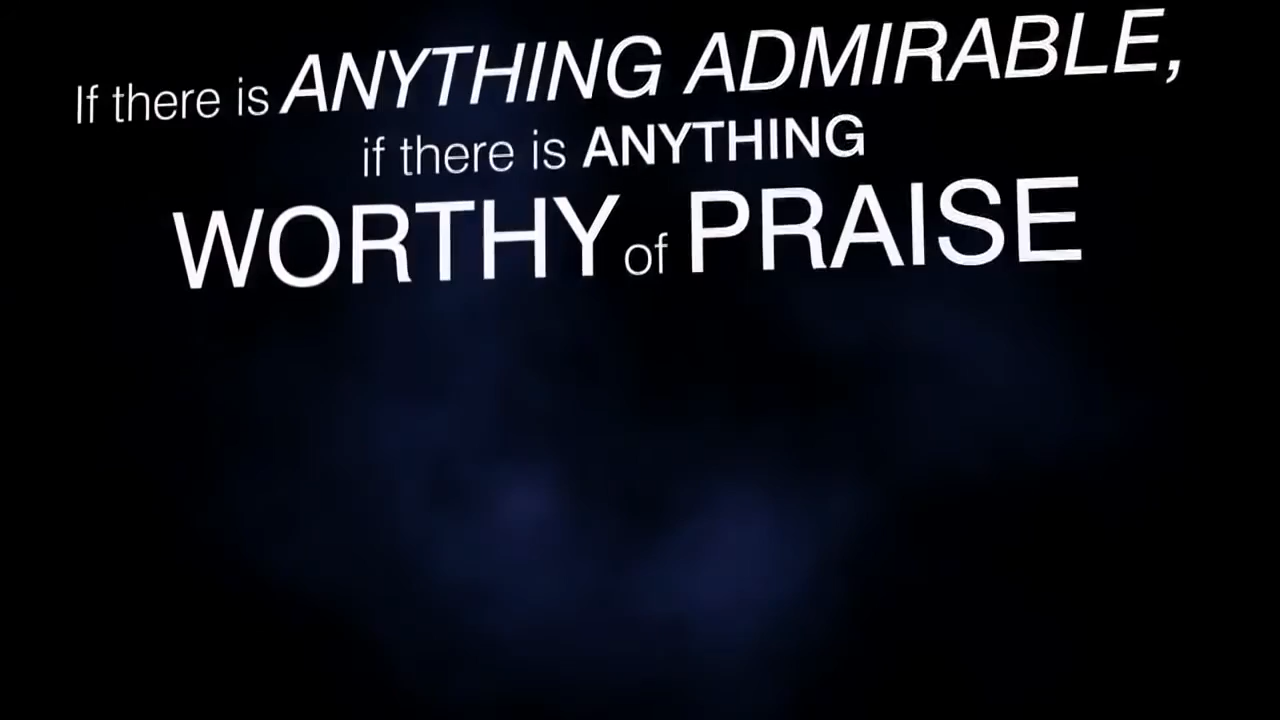 If there is ANYTHING ADMIRABLE,
if there is ANYTHING
WORTHY of PRAISE